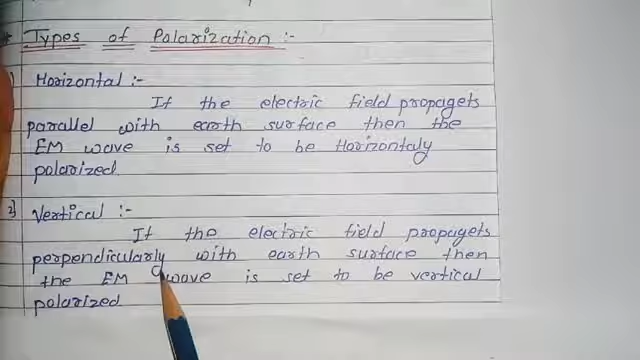 * Types of Polarization :-
1) Horizontal :-
If the electric field propagets
parallel with earth surface then the
EM wave is set to be Horizontaly
polarized.
2) Vertical :-
If the electric field propagets
perpendicularly with earth surface then
the EM wave is set to be vertical
polarized